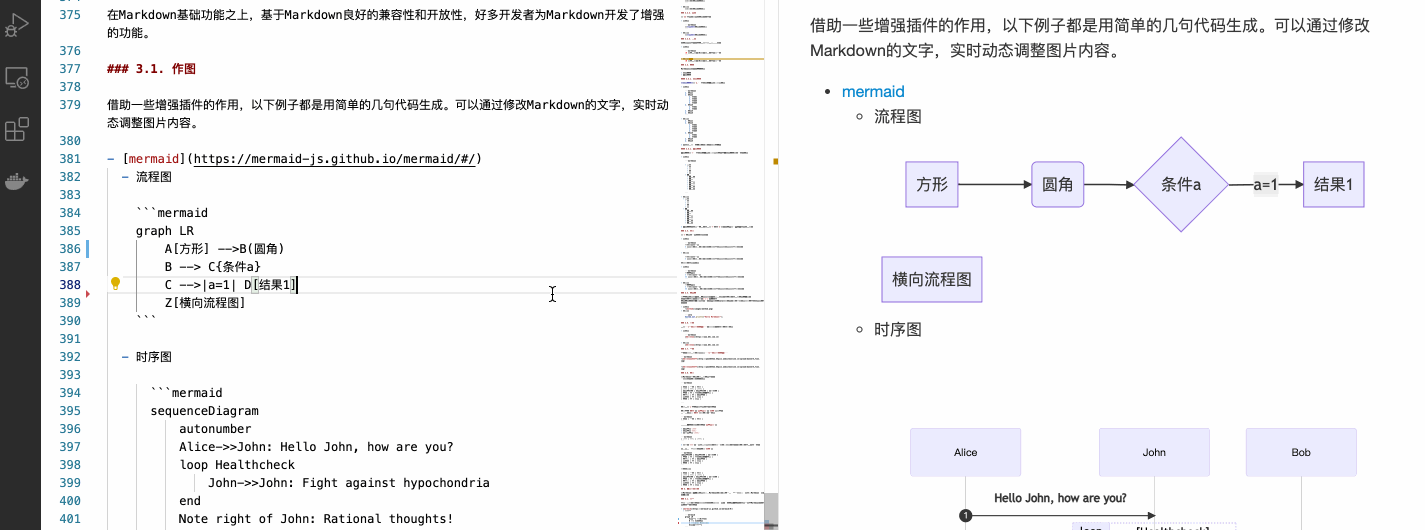 375 在Markdown基础功能之上，基于Markdown良好的兼容性和开放性，好多开发者为Markdown开发了增强
的功能。
376
377 ### 3.1. 作图
378
379 借助一些增强插件的作用，以下例子都是用简单的几句代码生成。可以通过修改Markdown的文字，实时动
态调整图片内容。
380
381 - [mermaid](https://mermaid-js.github.io/mermaid/#/)
382 - 流程图
383
384 ```mermaid
385 graph LR
386 A[方形] -->B(圆角)
387 B --> C{条件a}
388 C -->|a=1| D[结果1]
389 Z[横向流程图]
390 ```
391
392 - 时序图
393
394 ```mermaid
395 sequenceDiagram
396 autonumber
397 Alice->>John: Hello John, how are you?
398 loop Healthcheck
399 John->>John: Fight against hypochondria
400 end
401 Note right of John: Rational thoughts!
借助一些增强插件的作用，以下例子都是用简单的几句代码生成。可以通过修改
Markdown的文字，实时动态调整图片内容。
• mermaid
◦ 流程图
方形 圆角 条件a a=1 结果1
横向流程图
◦ 时序图
Alice John Bob
Hello John, how are you?
1
loop [Healthcheck]